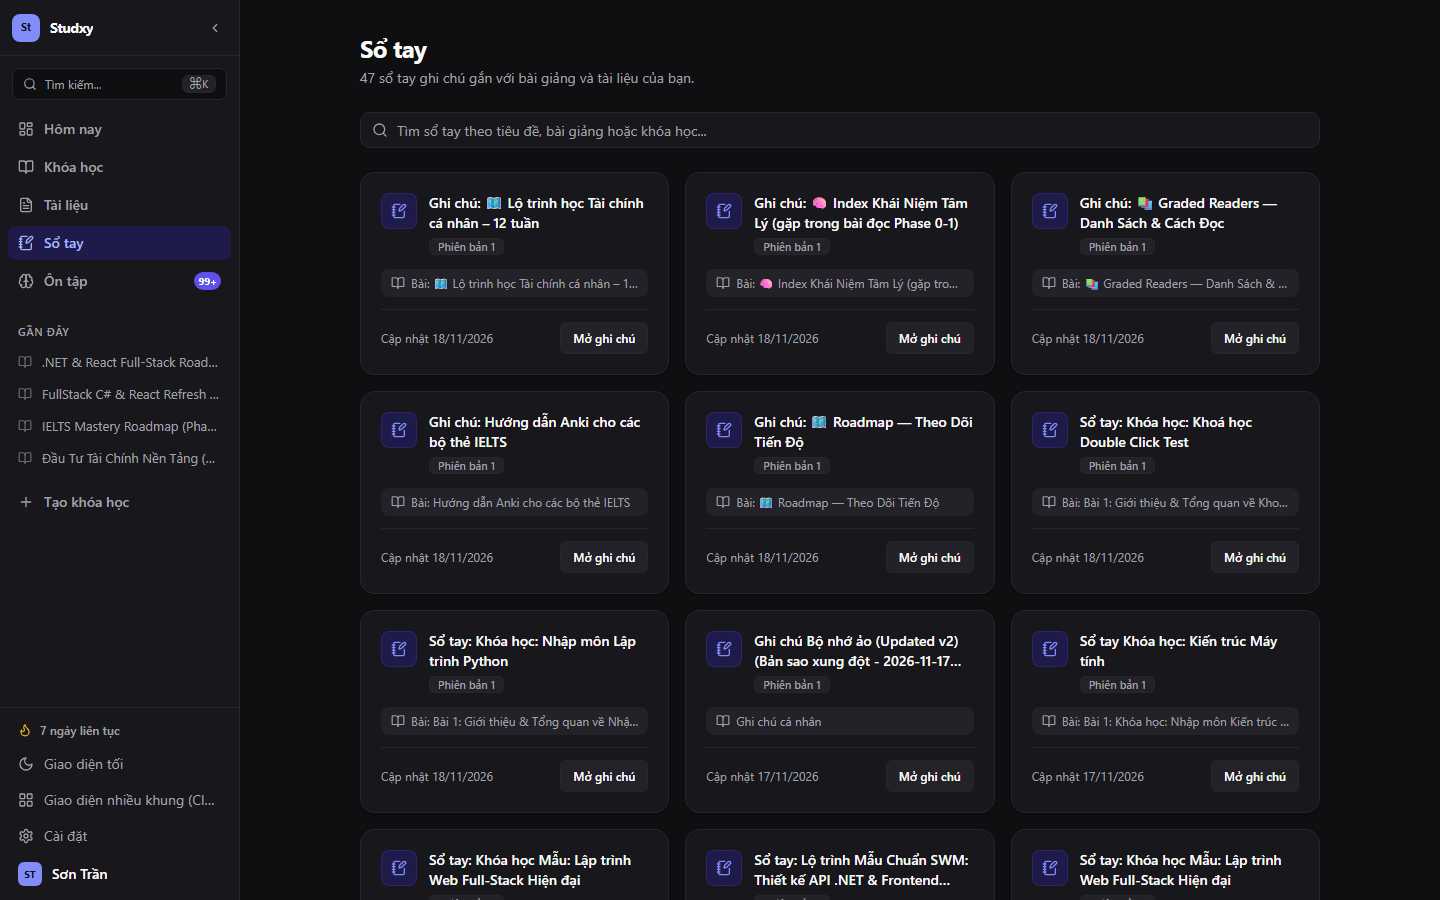 St Studxy
Tìm kiếm... ⌘K
Hôm nay
Khóa học
Tài liệu
Sổ tay
Ôn tập 99+
GẦN ĐÂY
.NET & React Full-Stack Road...
FullStack C# & React Refresh ...
IELTS Mastery Roadmap (Pha...
Đầu Tư Tài Chính Nền Tảng (...
Tạo khóa học
7 ngày liên tục
Giao diện tối
Giao diện nhiều khung (Cl...
Cài đặt
ST Sơn Trần
Sổ tay
47 sổ tay ghi chú gắn với bài giảng và tài liệu của bạn.
Tìm sổ tay theo tiêu đề, bài giảng hoặc khóa học...
Ghi chú: 🗺️ Lộ trình học Tài chính
cá nhân – 12 tuần
Phiên bản 1
Bài: 🗺️ Lộ trình học Tài chính cá nhân – 1...
Cập nhật 18/11/2026 Mở ghi chú
Ghi chú: 🧠 Index Khái Niệm Tâm
Lý (gặp trong bài đọc Phase 0-1)
Phiên bản 1
Bài: 🧠 Index Khái Niệm Tâm Lý (gặp tro...
Cập nhật 18/11/2026 Mở ghi chú
Ghi chú: 📚 Graded Readers —
Danh Sách & Cách Đọc
Phiên bản 1
Bài: 📚 Graded Readers — Danh Sách & ...
Cập nhật 18/11/2026 Mở ghi chú
Ghi chú: Hướng dẫn Anki cho các
bộ thẻ IELTS
Phiên bản 1
Bài: Hướng dẫn Anki cho các bộ thẻ IELTS
Cập nhật 18/11/2026 Mở ghi chú
Ghi chú: 🗺️ Roadmap — Theo Dõi
Tiến Độ
Phiên bản 1
Bài: 🗺️ Roadmap — Theo Dõi Tiến Độ
Cập nhật 18/11/2026 Mở ghi chú
Sổ tay: Khóa học: Khoá học
Double Click Test
Phiên bản 1
Bài: Bài 1: Giới thiệu & Tổng quan về Kho...
Cập nhật 18/11/2026 Mở ghi chú
Sổ tay: Khóa học: Nhập môn Lập
trình Python
Phiên bản 1
Bài: Bài 1: Giới thiệu & Tổng quan về Nhậ...
Cập nhật 18/11/2026 Mở ghi chú
Ghi chú Bộ nhớ ảo (Updated v2)
(Bản sao xung đột - 2026-11-17...
Phiên bản 1
Ghi chú cá nhân
Cập nhật 17/11/2026 Mở ghi chú
Sổ tay Khóa học: Kiến trúc Máy
tính
Phiên bản 1
Bài: Bài 1: Khóa học: Nhập môn Kiến trúc ...
Cập nhật 17/11/2026 Mở ghi chú
Sổ tay: Khóa học Mẫu: Lập trình
Web Full-Stack Hiện đại
Sổ tay: Lộ trình Mẫu Chuẩn SWM:
Thiết kế API .NET & Frontend...
Sổ tay: Khóa học Mẫu: Lập trình
Web Full-Stack Hiện đại